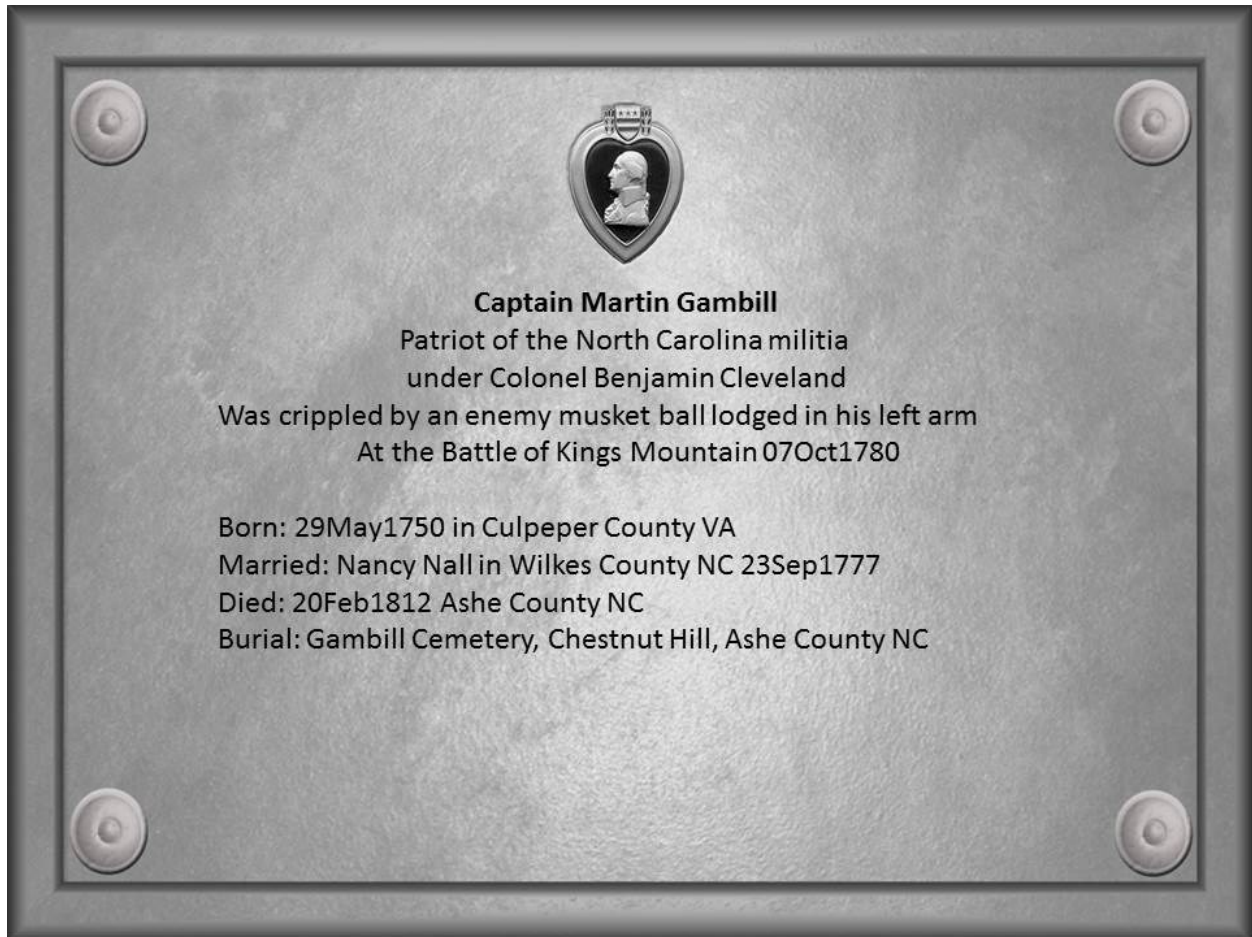 Captain Martin Gambill
Patriot of the North Carolina militia
under Colonel Benjamin Cleveland
Was crippled by an enemy musket ball lodged in his left arm
At the Battle of Kings Mountain 07Oct1780
Born: 29May1750 in Culpeper County VA
Married: Nancy Nall in Wilkes County NC 23Sep1777
Died: 20Feb1812 Ashe County NC
Burial: Gambill Cemetery, Chestnut Hill, Ashe County NC